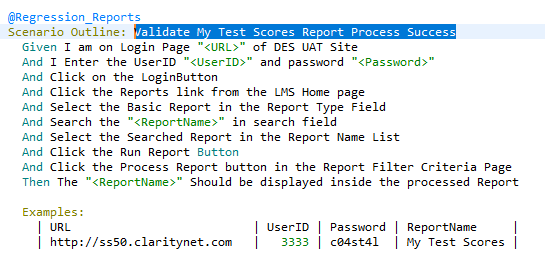 @Regression_Reports
Scenario Outline: Validate My Test Scores Report Process Success
Given I am on Login Page "<URL>" of DES UAT Site
And I Enter the UserID "<UserID>" and password "<Password>"
And Click on the LoginButton
And Click the Reports link from the LMS Home page
And Select the Basic Report in the Report Type Field
And Search the "<ReportName>" in search field
And Select the Searched Report in the Report Name List
And Click the Run Report Button
And Click the Process Report button in the Report Filter Criteria Page
Then The "<ReportName>" Should be displayed inside the processed Report
Examples:
| URL | UserID | Password | ReportName |
| http://ss50.claritynet.com | 3333 | c04st4l | My Test Scores |